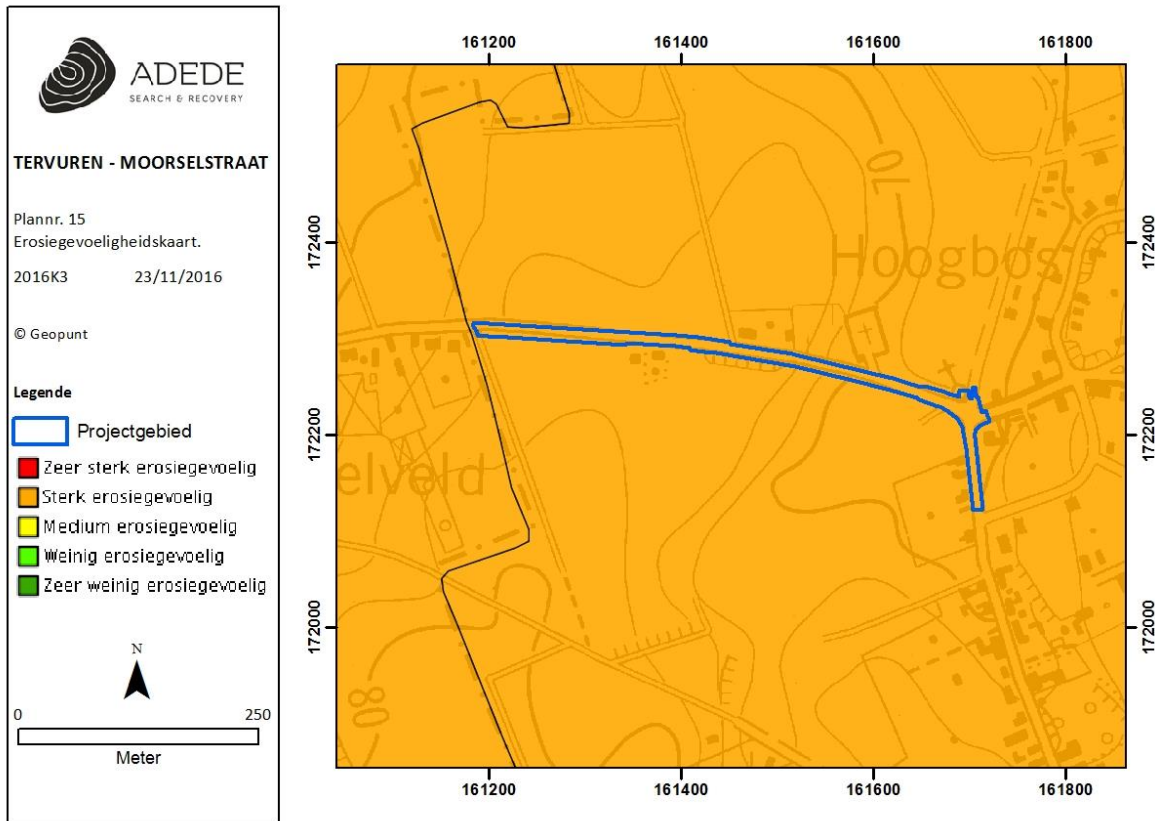 ADEDE
SEARCH & RECOVERY
TERVUREN - MOORSELSTRAAT
Plannr. 15
Erosiegevoeligheidskaart.
2016K3 23/11/2016
© Geopunt
Legende
Projectgebied
Zeer sterk erosiegevoelig
Sterk erosiegevoelig
Medium erosiegevoelig
Weinig erosiegevoelig
Zeer weinig erosiegevoelig
N
0 250
Meter
161200 161400 161600 161800
172400 172400
172200 172200
172000 172000
161200 161400 161600 161800
70
Hoogbos
elveld
80